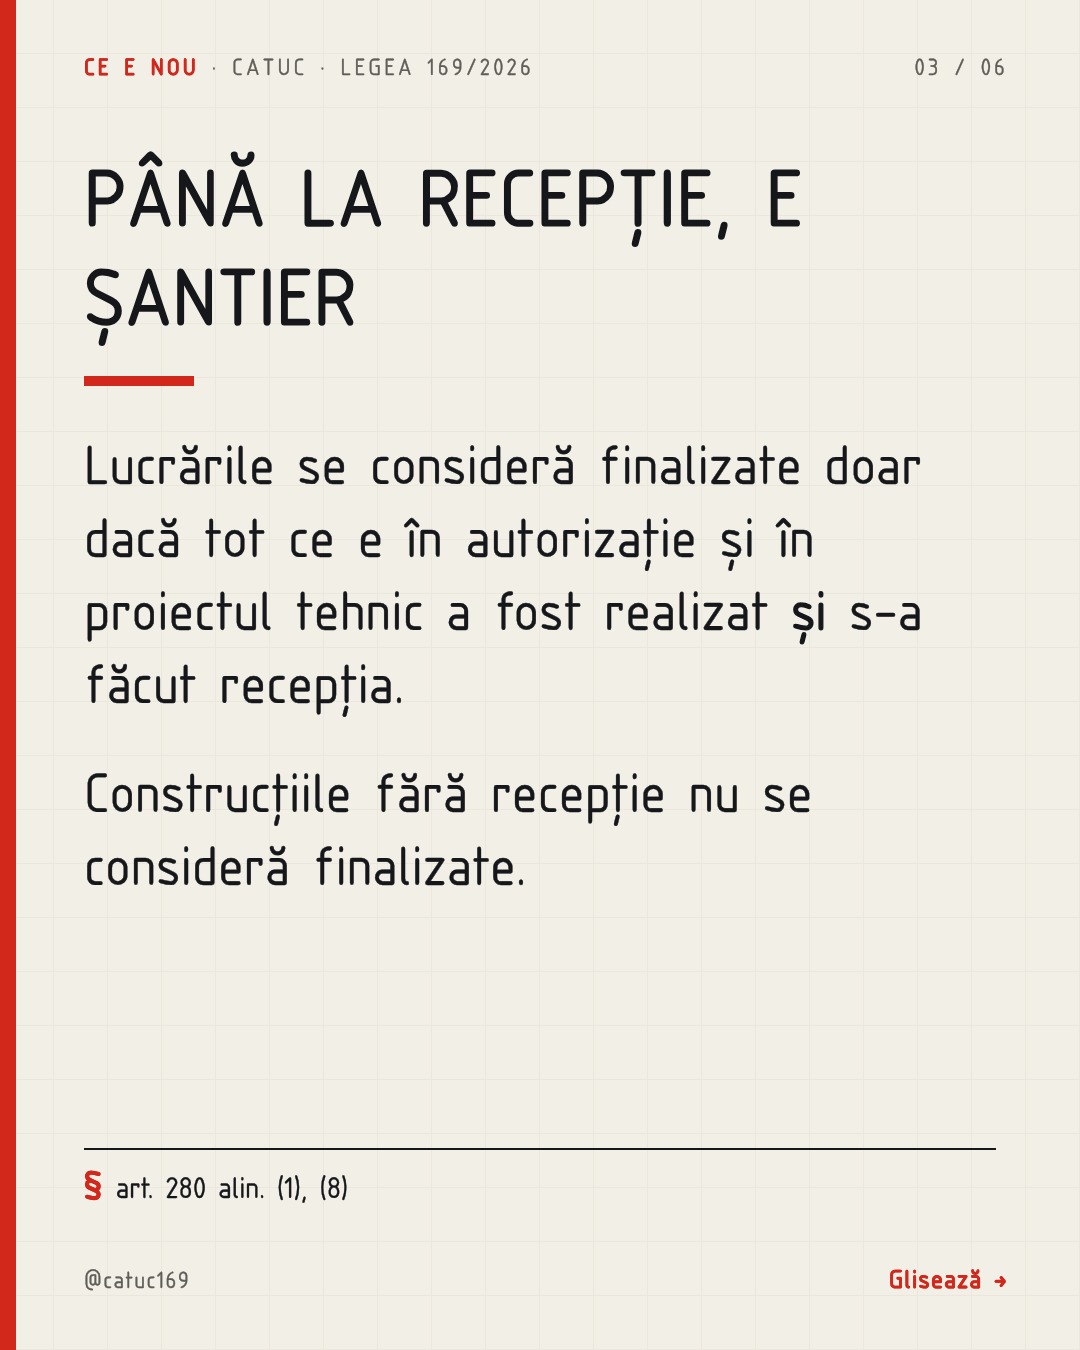 CE E NOU · CATUC · LEGEA 169/2026
03 / 06
PÂNĂ LA RECEPȚIE, E
ȘANTIER
Lucrările se consideră finalizate doar
dacă tot ce e în autorizație și în
proiectul tehnic a fost realizat și s-a
făcut recepția.
Construcțiile fără recepție nu se
consideră finalizate.
§ art. 280 alin. (1), (8)
@catuc169
Glisează →